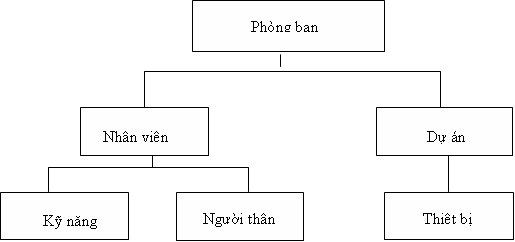 Phòng ban
Nhân viên
Dự án
Kỹ năng
Người thân
Thiết bị